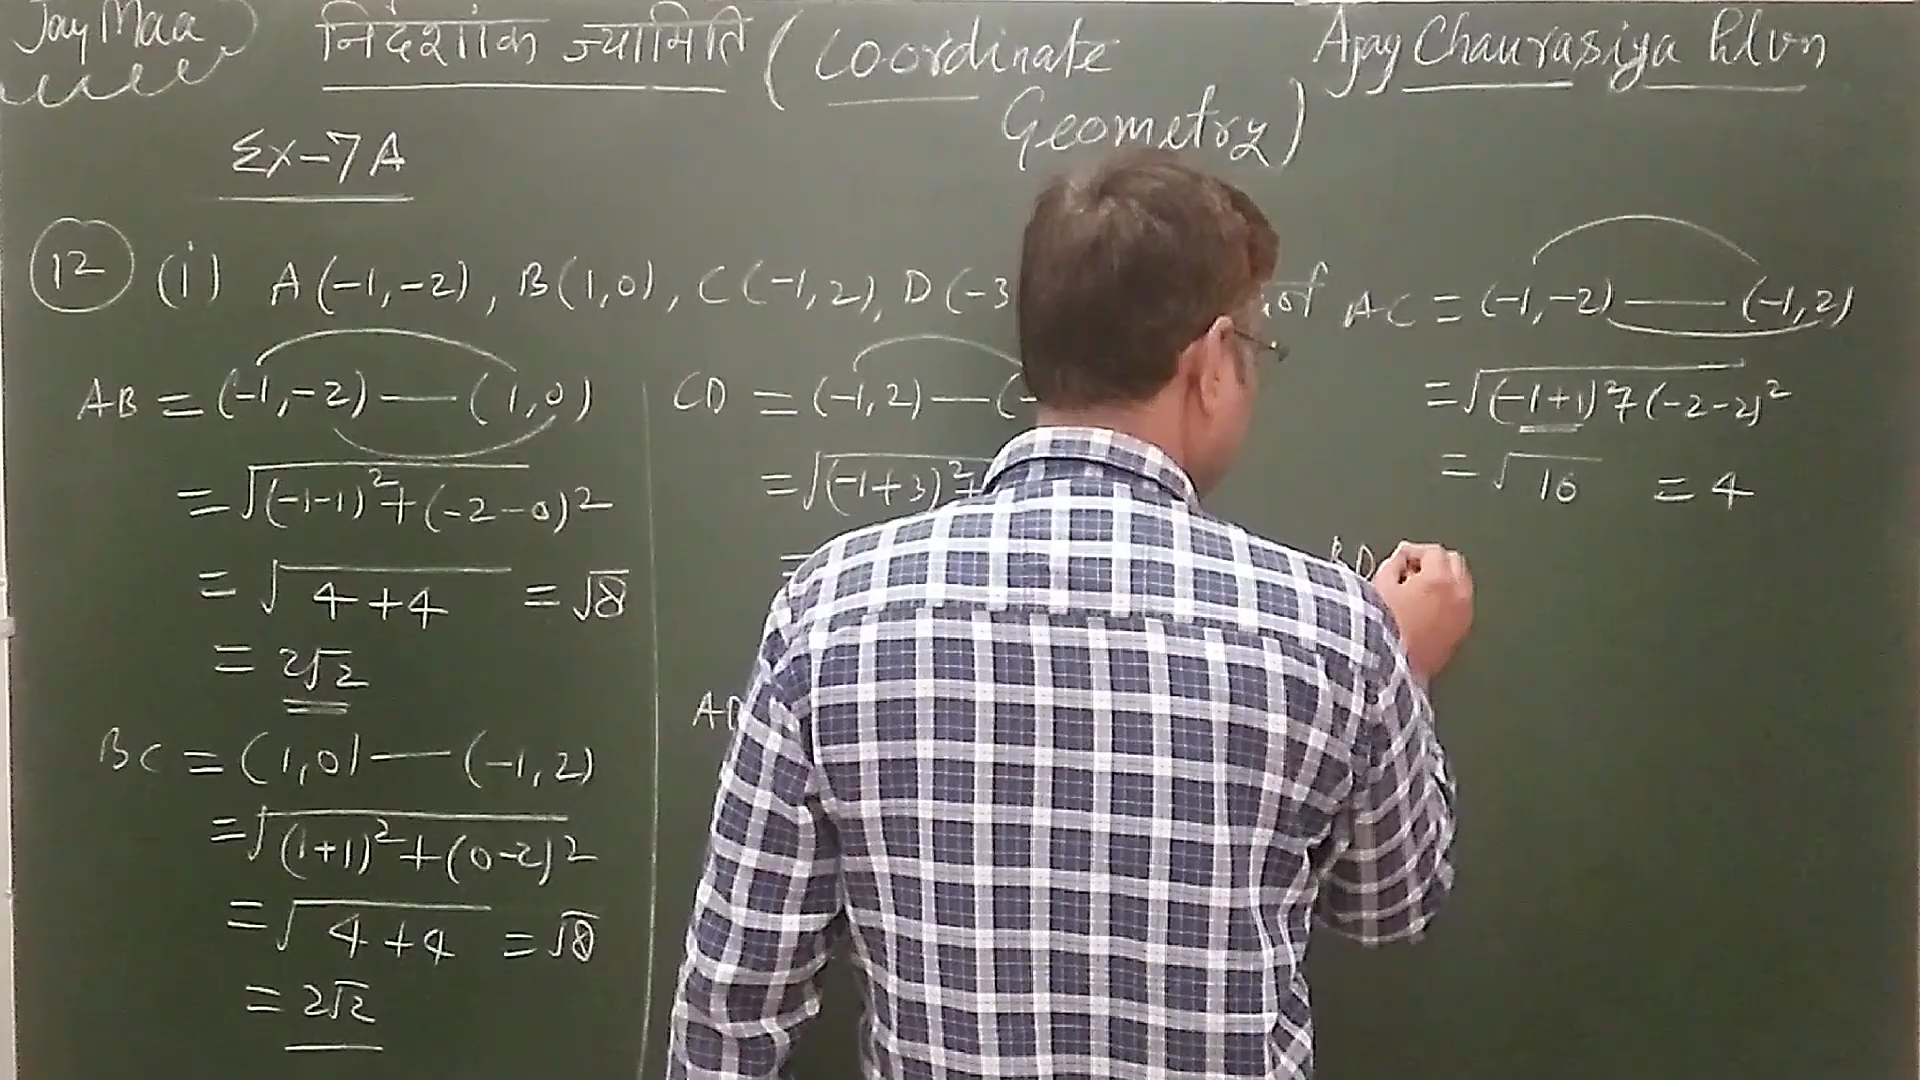 Jay Maa
निर्देशांक ज्यामिति (Coordinate Geometry)
Ajay Chaurasiya
Ex-7A
12 (i) A(-1,-2), B(1,0), C(-1,2), D(-3
AB = (-1,-2) — (1,0)
= √(-1-1)²+(-2-0)²
= √4+4 = √8
= 2√2
BC = (1,0) — (-1,2)
= √(1+1)²+(0-2)²
= √4+4 = √8
= 2√2
CD = (-1,2) — (-
= √(-1+3)²+
=
AD
AC = (-1,-2) — (-1,2)
= √(-1+1)²+(-2-2)²
= √16 = 4
BD